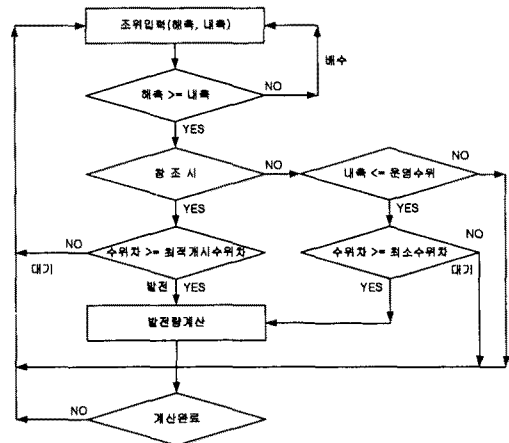 조위입력(해측, 내측)
배수
해측 >= 내측
NO
YES
창조시
NO
내측 <= 운영수위
NO
YES
YES
NO
수위차 >= 최적개시수위차
대기
수위차 >= 최소수위차
NO
대기
발전
YES
YES
발전량계산
NO
계산완료